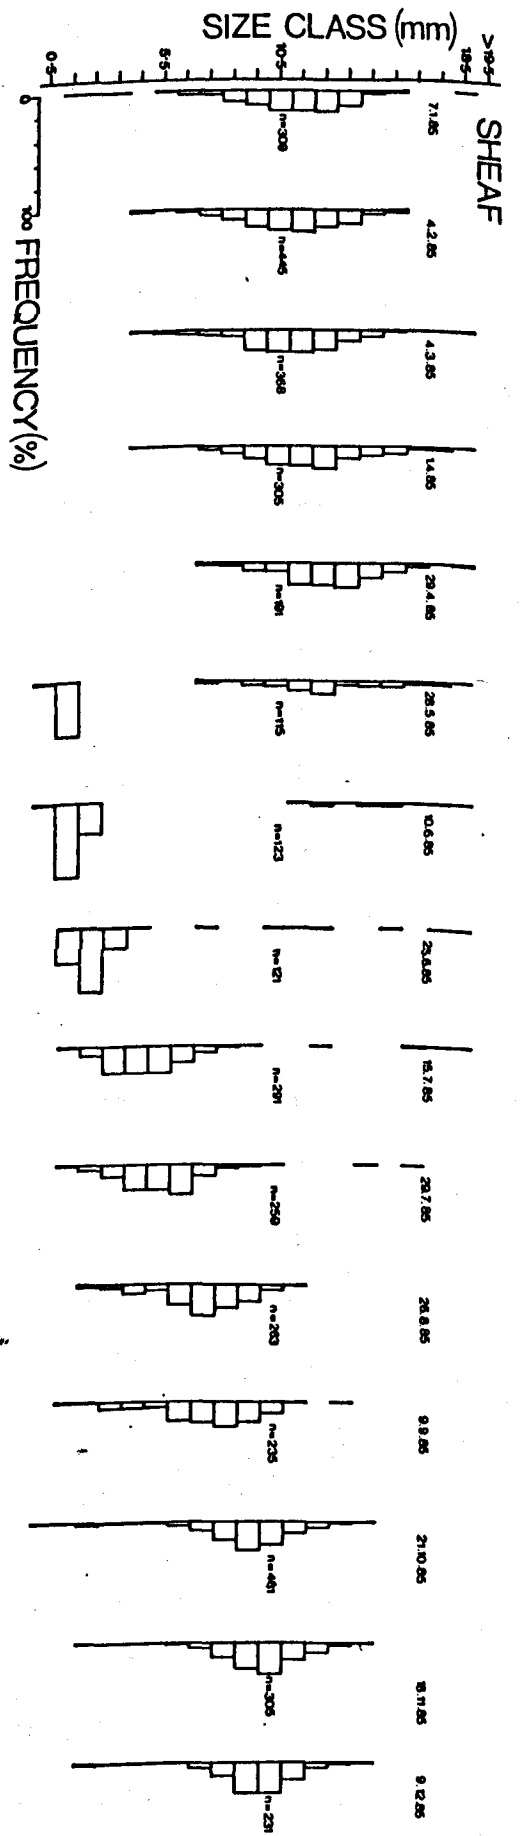 SHEAF
SIZE CLASS (mm)
0·5
5·5
10·5
18·5
>19·5
0
100
FREQUENCY (%)
7.1.85
n=309
4.2.85
n=445
4.3.85
n=368
1.4.85
n=305
29.4.85
n=191
28.5.85
n=115
10.6.85
n=123
25.6.85
n=121
15.7.85
n=291
29.7.85
n=259
26.8.85
n=263
9.9.85
n=235
21.10.85
n=461
18.11.85
n=305
9.12.85
n=231